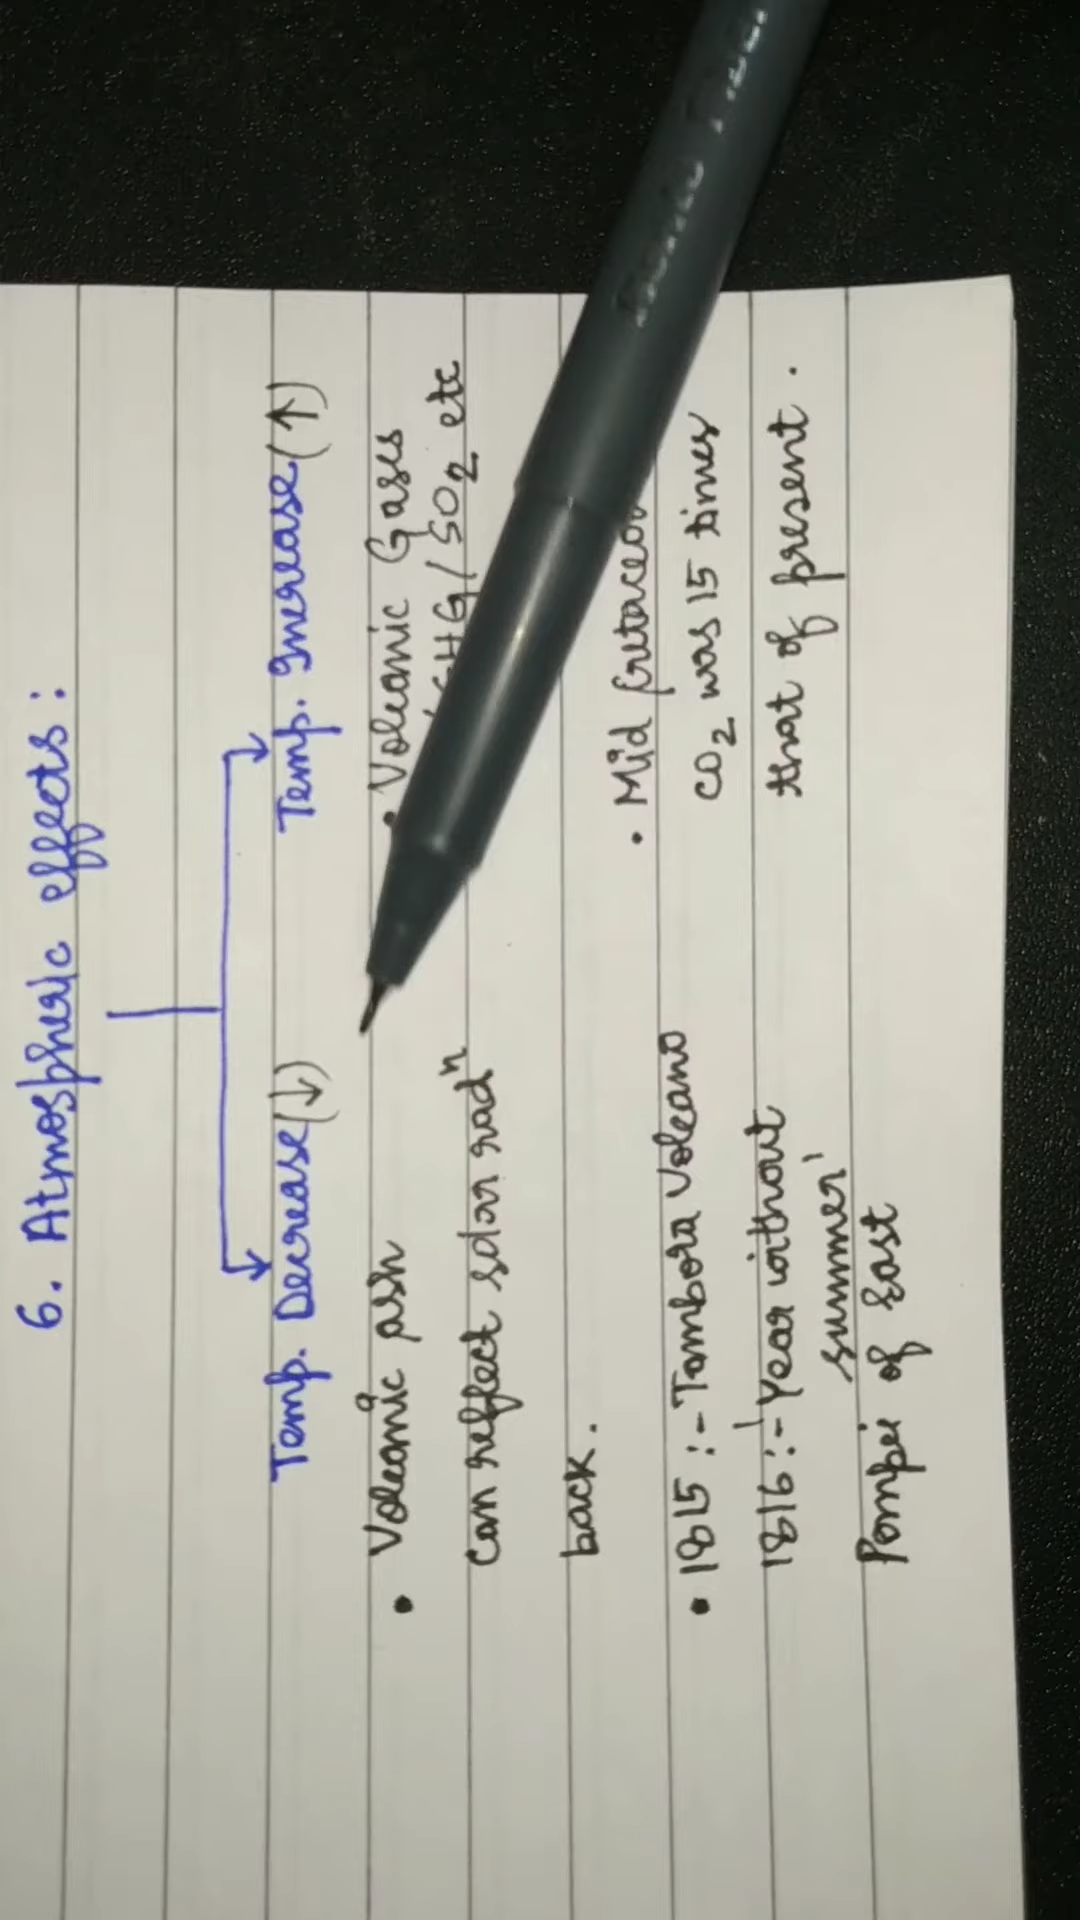 6. Atmospheric effects:
Temp. Decrease(↓)
Temp. Increase(↑)
• Volcanic ash
can reflect solar radⁿ
back.
• 1815 :- Tambora Volcano
1816 :- 'Year without
summer'
Pompei of East
• Volcanic Gases
GHG/SO₂ etc
• Mid
CO₂ was 15 times
that of present.